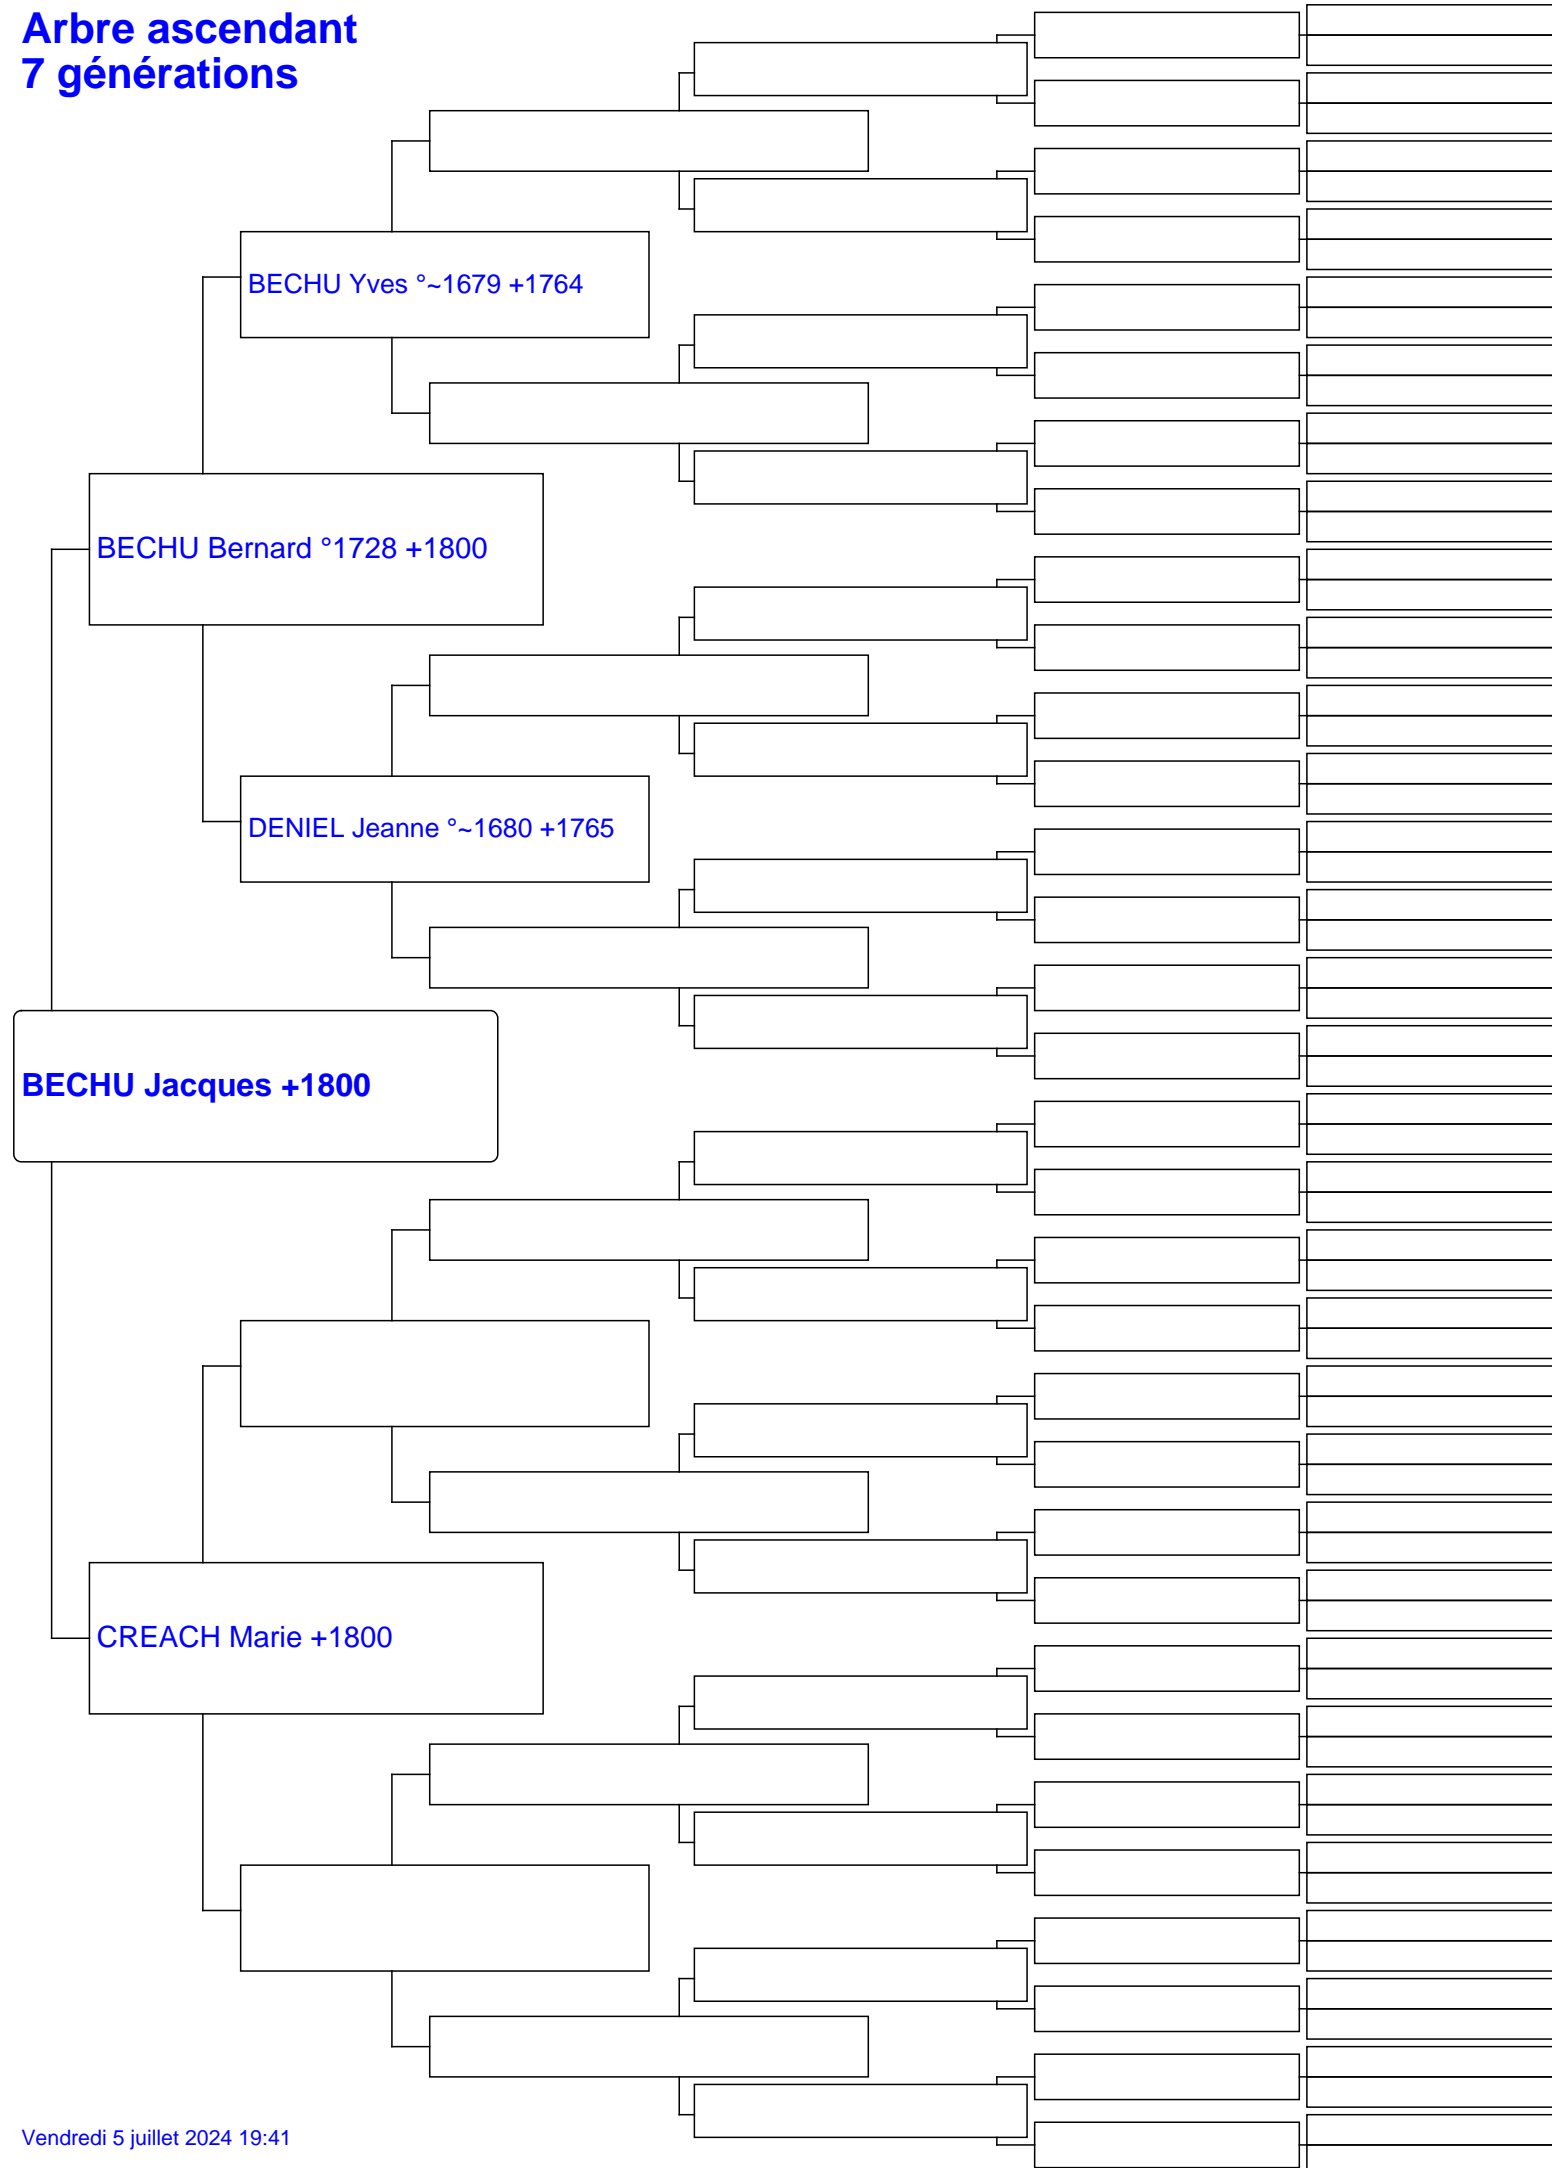 Arbre ascendant
7 générations
BECHU Yves °~1679 +1764
BECHU Bernard °1728 +1800
DENIEL Jeanne °~1680 +1765
BECHU Jacques +1800
CREACH Marie +1800
Vendredi 5 juillet 2024 19:41